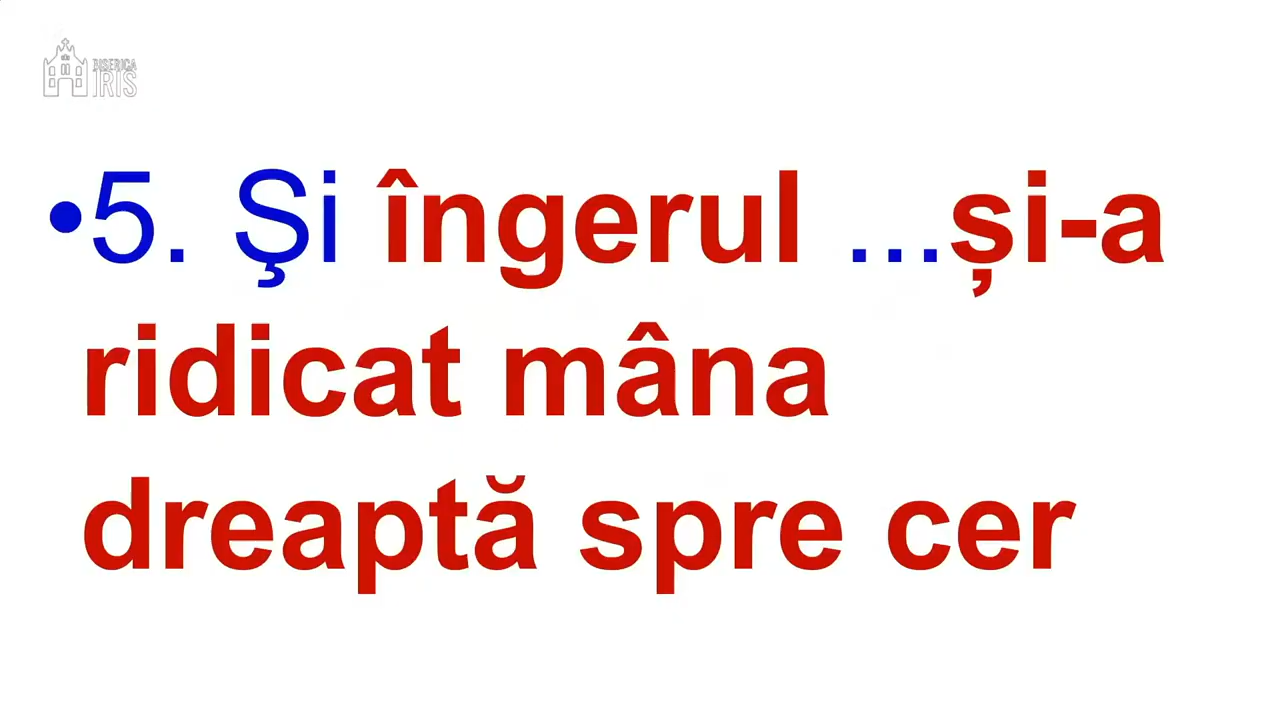 BISERICA
IRIS
•5. Şi îngerul ...și-a
ridicat mâna
dreaptă spre cer